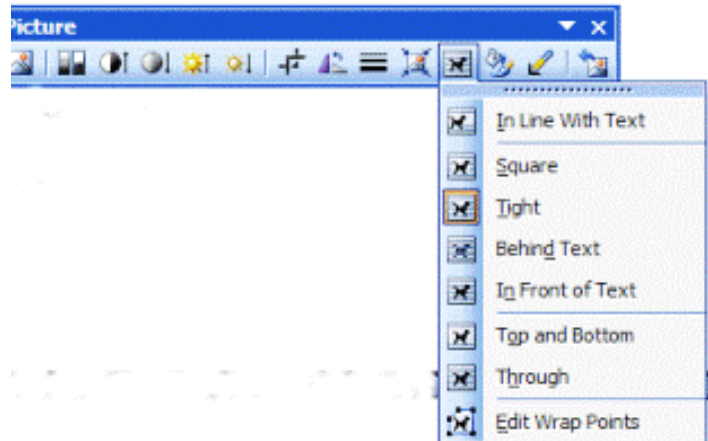 Picture
In Line With Text
Square
Tight
Behind Text
In Front of Text
Top and Bottom
Through
Edit Wrap Points